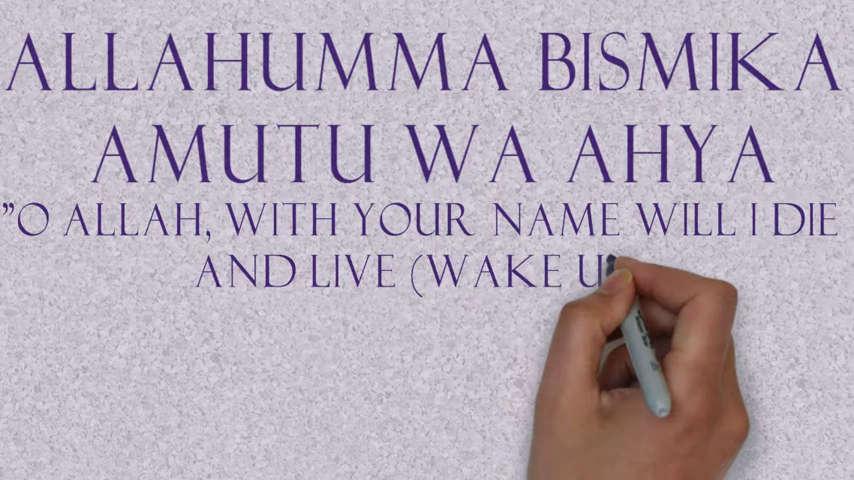 ALLAHUMMA BISMIKA
AMUTU WA AHYA
"O ALLAH, WITH YOUR NAME WILL I DIE
AND LIVE (WAKE U